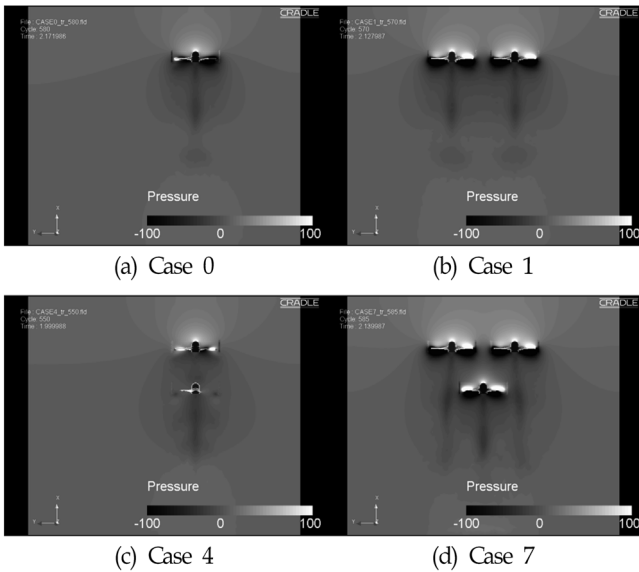 File : CASE0_tr_580.fld
Cycle: 580
Time : 2.171986
CRADLE
Pressure
-100 0 100
(a) Case 0
File : CASE1_tr_570.fld
Cycle: 570
Time : 2.127987
CRADLE
Pressure
-100 0 100
(b) Case 1
File : CASE4_tr_550.fld
Cycle: 550
Time : 1.999988
CRADLE
Pressure
-100 0 100
(c) Case 4
File : CASE7_tr_585.fld
Cycle: 585
Time : 2.139987
CRADLE
Pressure
-100 0 100
(d) Case 7